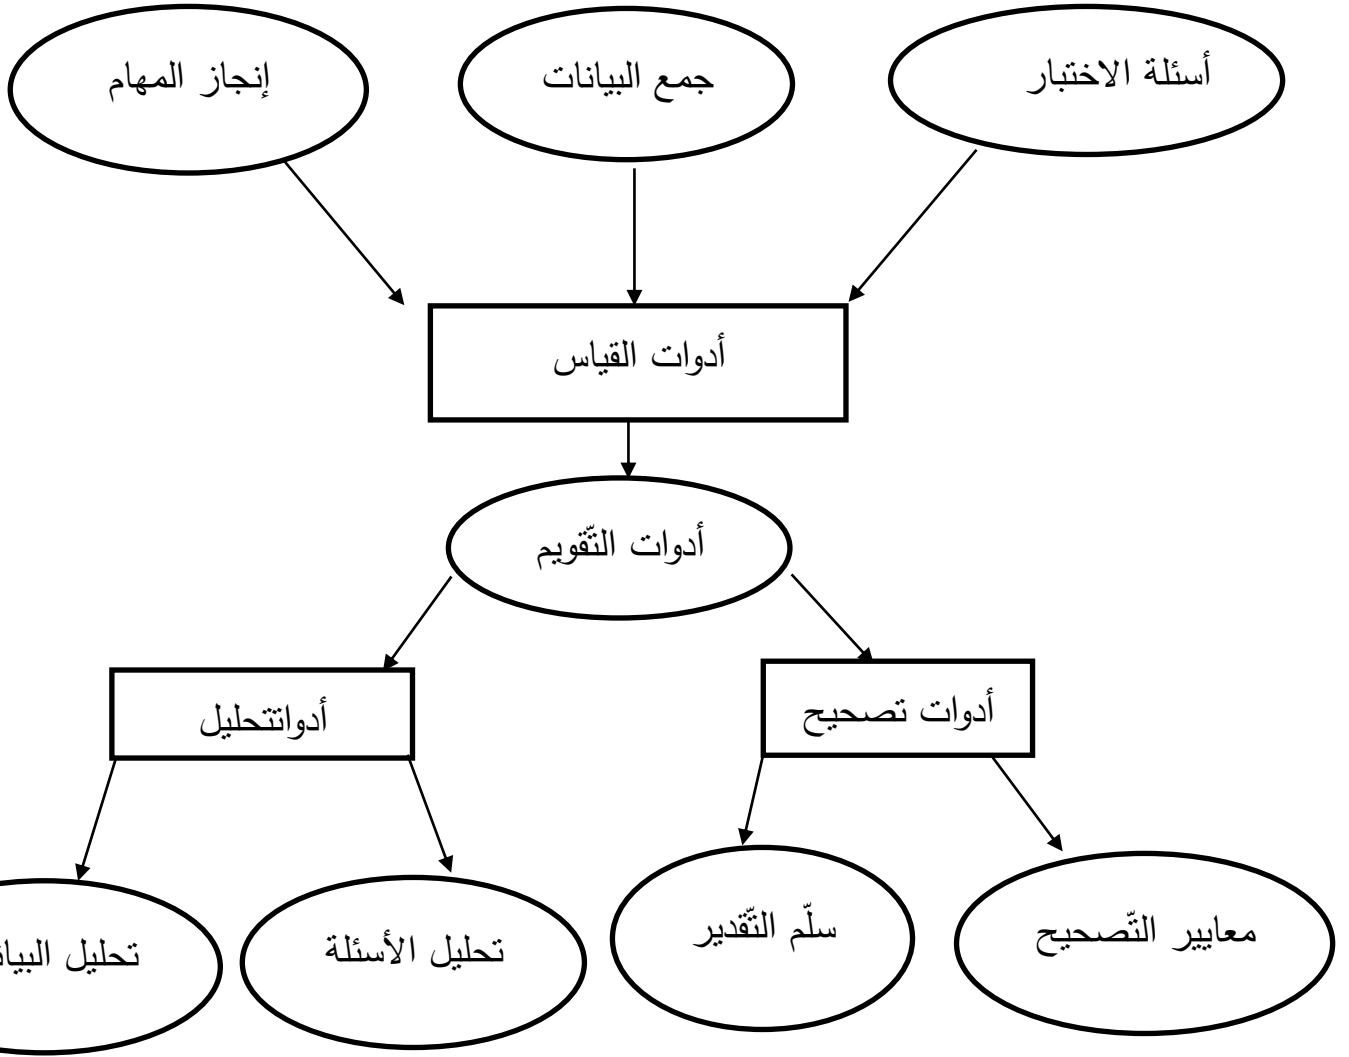 أسئلة الاختبار
جمع البيانات
إنجاز المهام
أدوات القياس
أدوات التّقويم
أدوات تصحيح
أدواتتحليل
معايير التّصحيح
سلّم التّقدير
تحليل الأسئلة
تحليل